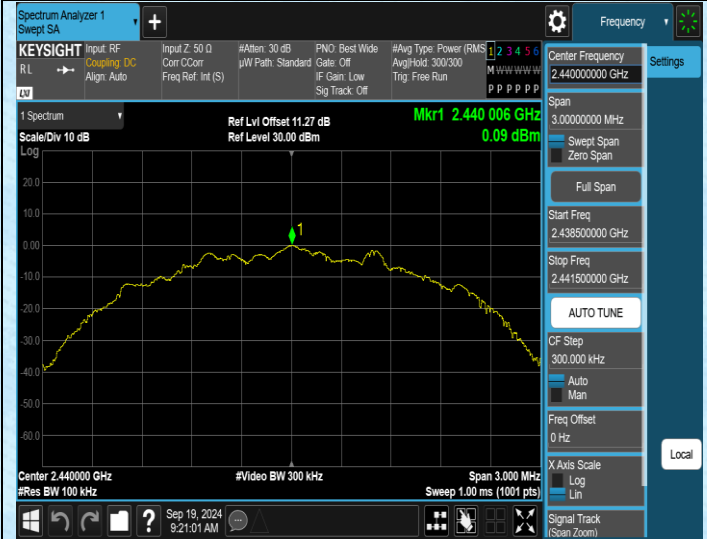 Spectrum Analyzer 1
Swept SA
+
Frequency
KEYSIGHT
RL
LXI
Input: RF
Coupling: DC
Align: Auto
Input Z: 50 Ω
Corr CCorr
Freq Ref: Int (S)
#Atten: 30 dB
µW Path: Standard
PNO: Best Wide
Gate: Off
IF Gain: Low
Sig Track: Off
#Avg Type: Power (RMS
Avg|Hold: 300/300
Trig: Free Run
1 2 3 4 5 6
M W W W W W
P P P P P P
1 Spectrum
Scale/Div 10 dB
Ref Lvl Offset 11.27 dB
Ref Level 30.00 dBm
Mkr1 2.440 006 GHz
0.09 dBm
Log
20.0
10.0
0.00
-10.0
-20.0
-30.0
-40.0
-50.0
-60.0
1
Center 2.440000 GHz
#Res BW 100 kHz
#Video BW 300 kHz
Span 3.000 MHz
Sweep 1.00 ms (1001 pts)
Center Frequency
2.440000000 GHz
Settings
Span
3.00000000 MHz
Swept Span
Zero Span
Full Span
Start Freq
2.438500000 GHz
Stop Freq
2.441500000 GHz
AUTO TUNE
CF Step
300.000 kHz
Auto
Man
Freq Offset
0 Hz
X Axis Scale
Log
Lin
Signal Track
(Span Zoom)
Local
?
Sep 19, 2024
9:21:01 AM